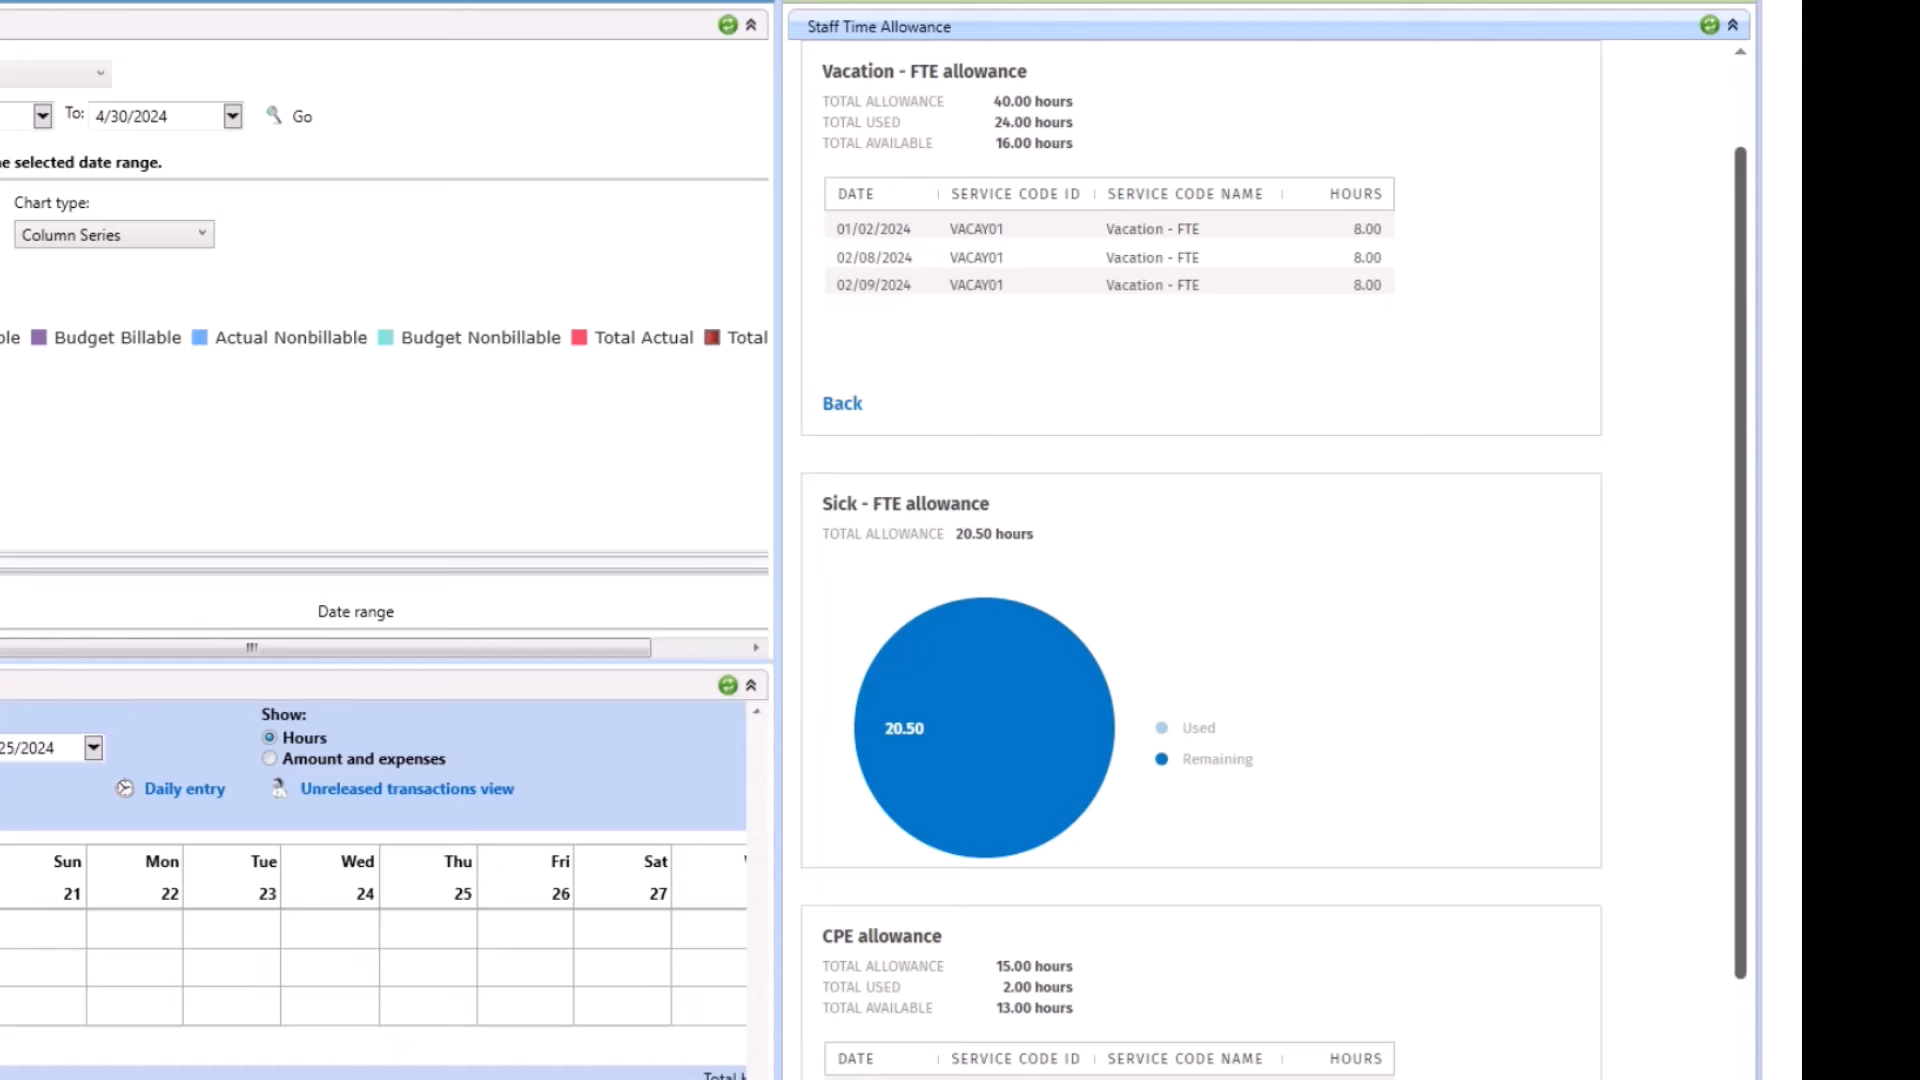 To: 4/30/2024 Go
e selected date range.
Chart type:
Column Series
ble Budget Billable Actual Nonbillable Budget Nonbillable Total Actual Total
Date range
Show:
Hours
25/2024
Amount and expenses
Daily entry Unreleased transactions view
Sun Mon Tue Wed Thu Fri Sat
21 22 23 24 25 26 27
Staff Time Allowance
Vacation - FTE allowance
TOTAL ALLOWANCE 40.00 hours
TOTAL USED 24.00 hours
TOTAL AVAILABLE 16.00 hours
DATE SERVICE CODE ID SERVICE CODE NAME HOURS
01/02/2024 VACAY01 Vacation - FTE 8.00
02/08/2024 VACAY01 Vacation - FTE 8.00
02/09/2024 VACAY01 Vacation - FTE 8.00
Back
Sick - FTE allowance
TOTAL ALLOWANCE 20.50 hours
20.50
Used
Remaining
CPE allowance
TOTAL ALLOWANCE 15.00 hours
TOTAL USED 2.00 hours
TOTAL AVAILABLE 13.00 hours
DATE SERVICE CODE ID SERVICE CODE NAME HOURS